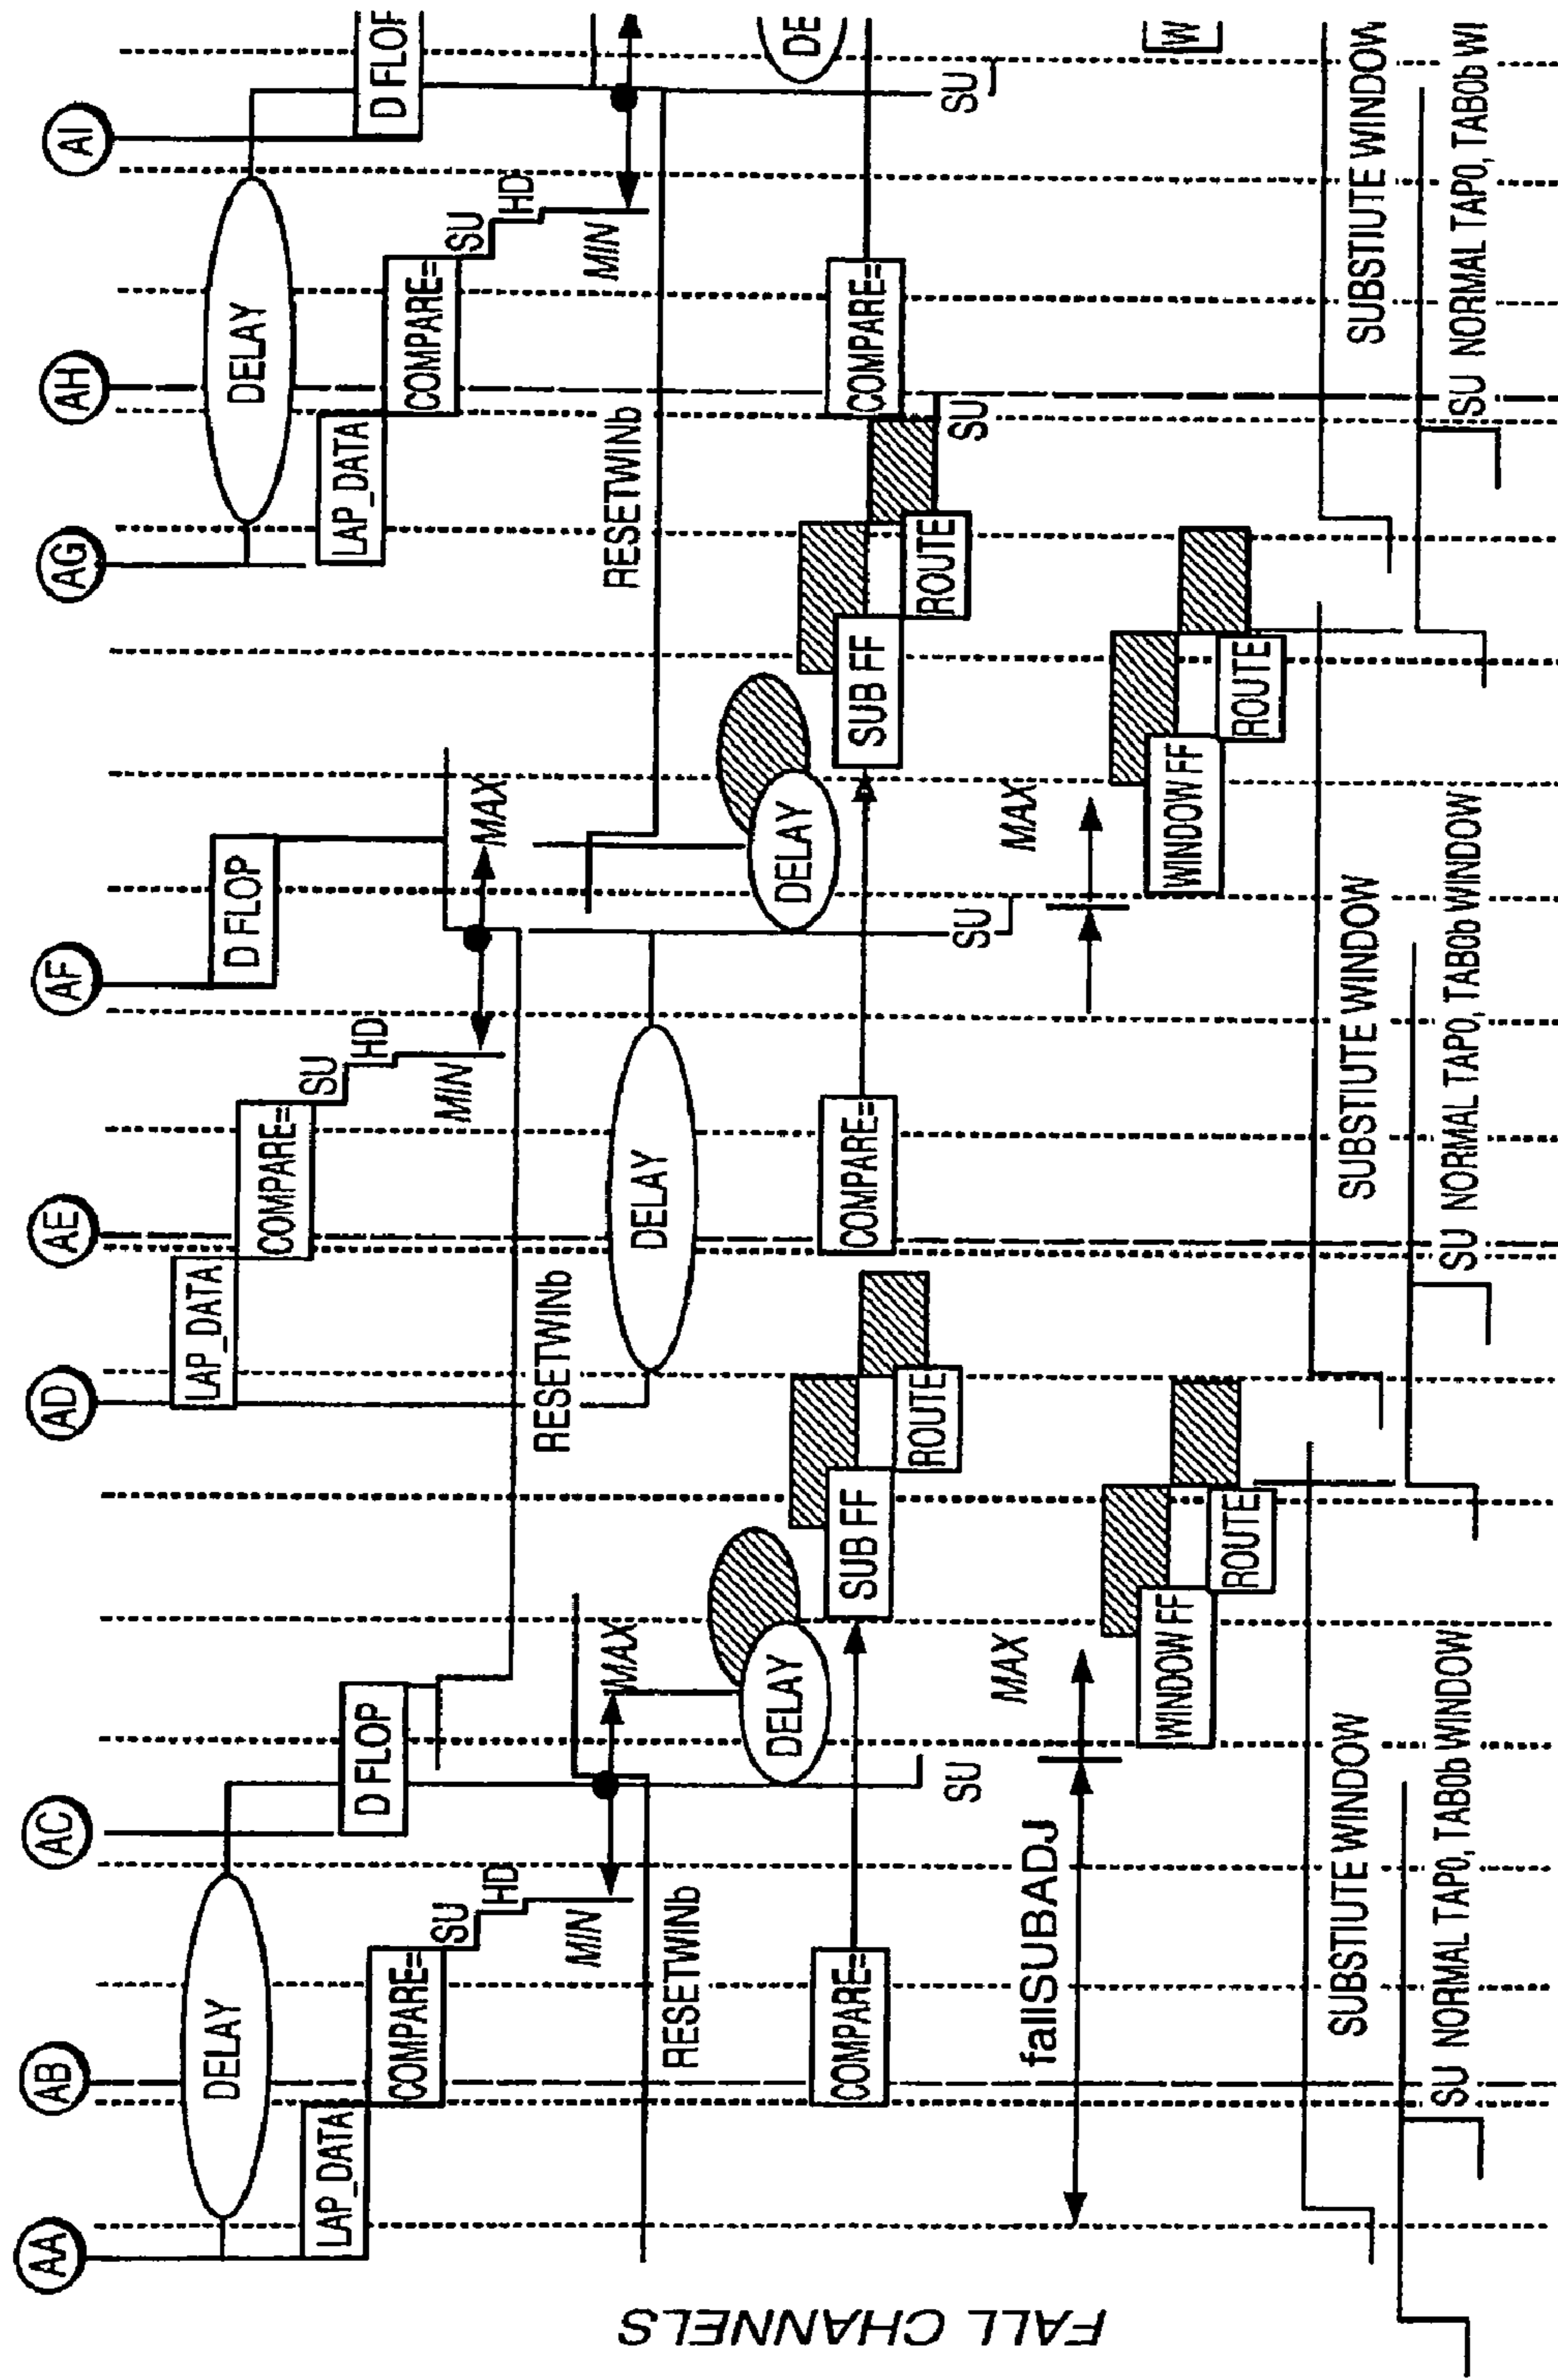 AA
AB
AC
AD
AE
AF
AG
AH
AI
LAP_DATA
D FLOP
DELAY
DELAY
D FLOP
LAP_DATA
COMPARE=
SU
HD
MIN
MAX
D FLOP
LAP_DATA
COMPARE=
SU
HD
MIN
COMPARE=
SU
HD
MIN
MAX
RESETWINb
RESETWINb
RESETWINb
DELAY
DELAY
DELAY
DE
COMPARE=
SUB FF
COMPARE=
SUB FF
COMPARE=
ROUTE
ROUTE
SU
SU
SU
SU
fallSUBADJ
MAX
MAX
WINDOW FF
WINDOW FF
W
ROUTE
ROUTE
SUBSTIUTE WINDOW
SUBSTIUTE WINDOW
SUBSTIUTE WINDOW
SU NORMAL TAP0, TAB0b WINDOW
SU NORMAL TAP0, TAB0b WINDOW
SU NORMAL TAP0, TAB0b WI
FALL CHANNELS